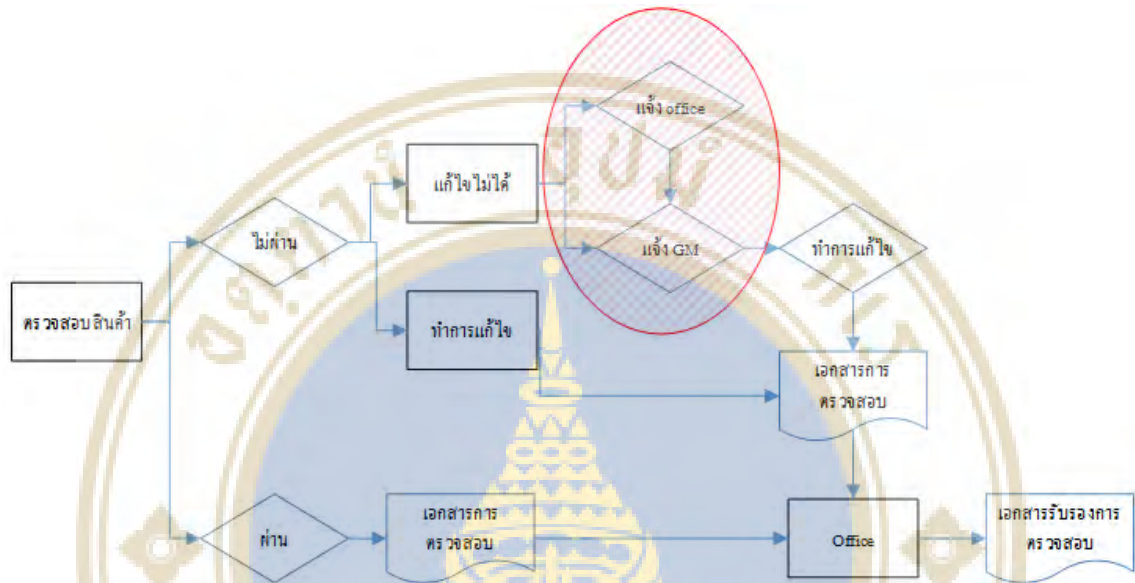 แจ้ง office
แก้ไขไม่ได้
ไม่ผ่าน
แจ้ง GM
ทำการแก้ไข
ตรวจสอบสินค้า
ทำการแก้ไข
เอกสารการ
ตรวจสอบ
ผ่าน
เอกสารการ
ตรวจสอบ
Office
เอกสารรับรองการ
ตรวจสอบ